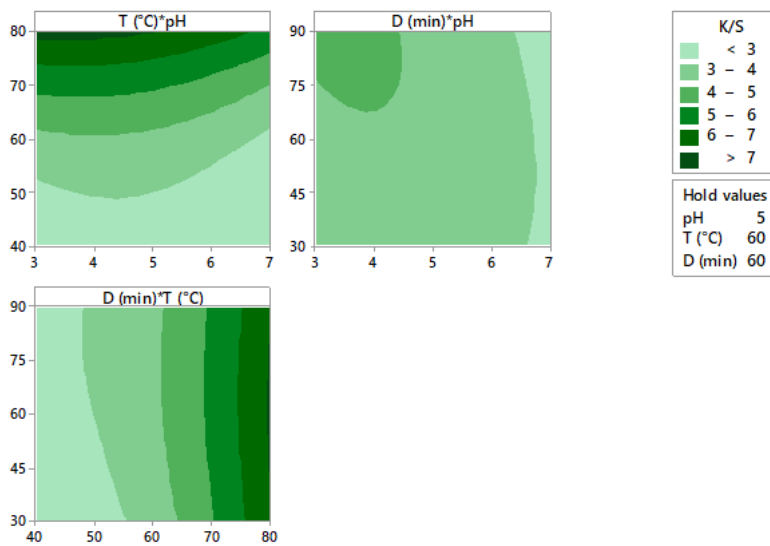 T (°C)*pH
80
70
60
50
40
3 4 5 6 7
D (min)*pH
90
75
60
45
30
3 4 5 6 7
K/S
< 3
3 – 4
4 – 5
5 – 6
6 – 7
> 7
Hold values
pH 5
T (°C) 60
D (min) 60
D (min)*T (°C)
90
75
60
45
30
40 50 60 70 80